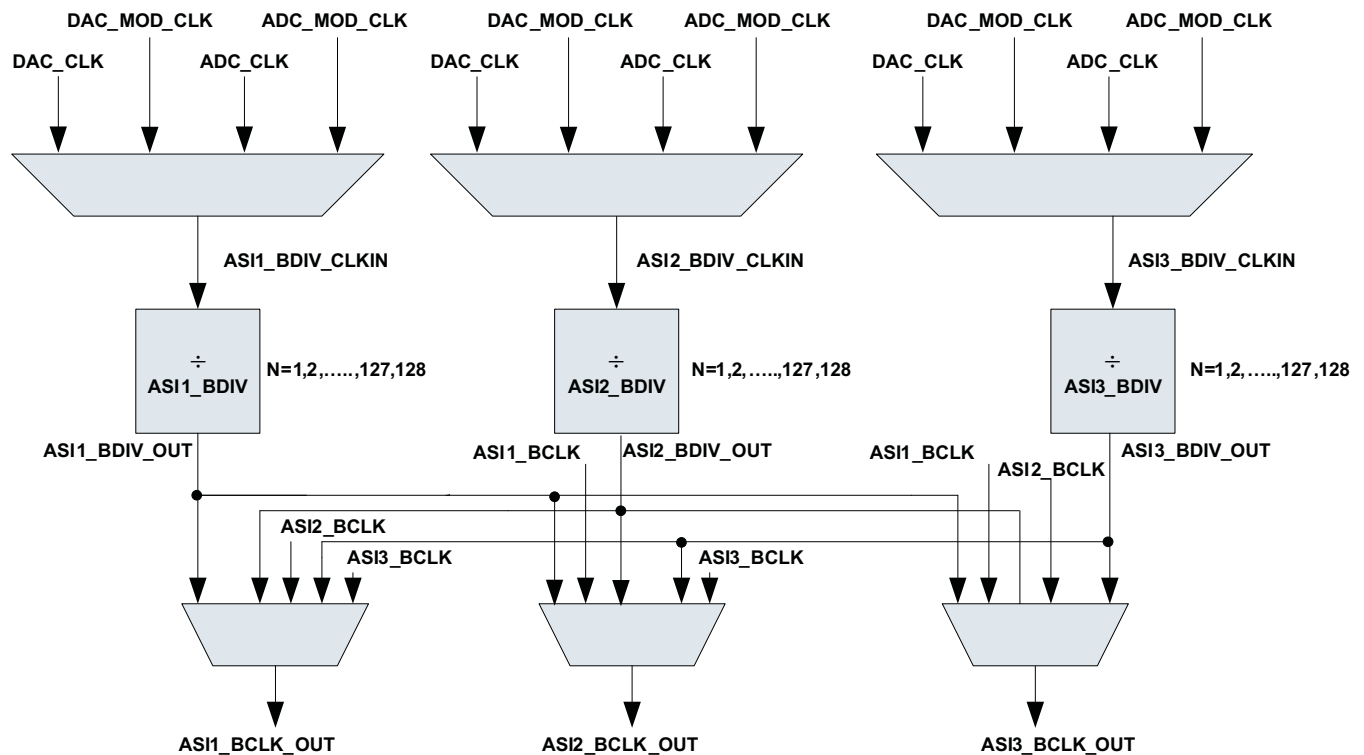 DAC_MOD_CLK
ADC_MOD_CLK
DAC_MOD_CLK
ADC_MOD_CLK
DAC_MOD_CLK
ADC_MOD_CLK
DAC_CLK
ADC_CLK
DAC_CLK
ADC_CLK
DAC_CLK
ADC_CLK
ASI1_BDIV_CLKIN
ASI2_BDIV_CLKIN
ASI3_BDIV_CLKIN
÷
ASI1_BDIV
N=1,2,…..,127,128
÷
ASI2_BDIV
N=1,2,…..,127,128
÷
ASI3_BDIV
N=1,2,…..,127,128
ASI1_BDIV_OUT
ASI1_BCLK
ASI2_BDIV_OUT
ASI1_BCLK
ASI2_BCLK
ASI3_BDIV_OUT
ASI2_BCLK
ASI3_BCLK
ASI3_BCLK
ASI1_BCLK_OUT
ASI2_BCLK_OUT
ASI3_BCLK_OUT